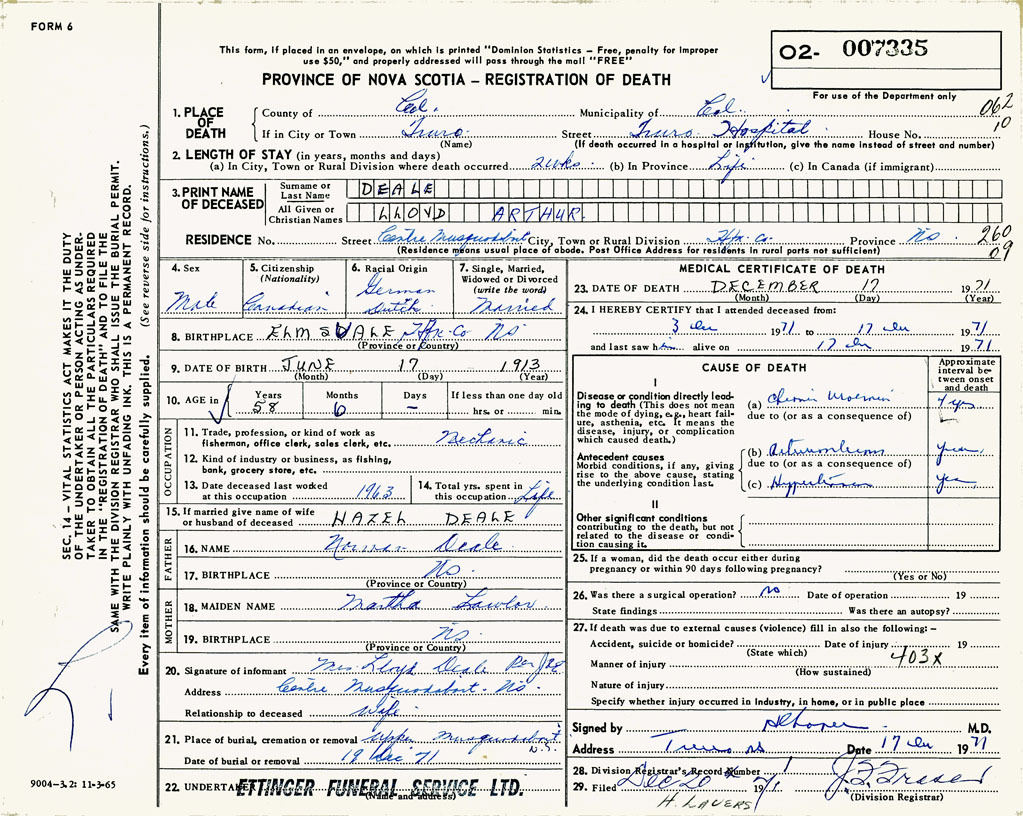 FORM 6
This form, if placed in an envelope, on which is printed "Dominion Statistics – Free, penalty for improper
use $50," and properly addressed will pass through the mail "FREE"
PROVINCE OF NOVA SCOTIA – REGISTRATION OF DEATH
O2- 007335
For use of the Department only
062
10
1. PLACE OF DEATH
County of Col. Municipality of Col.
If in City or Town Truro Street Truro Hospital House No.
(Name) (If death occurred in a hospital or institution, give the name instead of street and number)
2. LENGTH OF STAY (in years, months and days)
(a) In City, Town or Rural Division where death occurred 2 wks (b) In Province Life (c) In Canada (if immigrant)
3. PRINT NAME OF DECEASED
Surname or Last Name DEALE
All Given or Christian Names LLOYD ARTHUR
RESIDENCE No. Street Centre Musquodoboit City, Town or Rural Division Hfx. Co. Province NS
260
09
(Residence means usual place of abode. Post Office Address for residents in rural parts not sufficient)
4. Sex Male
5. Citizenship (Nationality) Canadian
6. Racial Origin German Dutch
7. Single, Married, Widowed or Divorced (write the word) Married
8. BIRTHPLACE ELMSDALE Hfx-Co NS
(Province or Country)
9. DATE OF BIRTH JUNE 17 1913
(Month) (Day) (Year)
10. AGE in Years 58 Months 6 Days – If less than one day old hrs. or min.
OCCUPATION
11. Trade, profession, or kind of work as fisherman, office clerk, sales clerk, etc. Mechanic
12. Kind of industry or business, as fishing, bank, grocery store, etc.
13. Date deceased last worked at this occupation 1963
14. Total yrs. spent in this occupation Life
15. If married give name of wife or husband of deceased HAZEL DEALE
FATHER
16. NAME Norman Deale
17. BIRTHPLACE NS.
(Province or Country)
MOTHER
18. MAIDEN NAME Martha Lawlor
19. BIRTHPLACE NS.
(Province or Country)
20. Signature of informant Mrs. Lloyd Deale Per
Address Centre Musquodoboit. NS.
Relationship to deceased wife
21. Place of burial, cremation or removal Upper Musquodoboit N.S.
Date of burial or removal 19 Dec 71
22. UNDERTAKER ETTINGER FUNERAL SERVICE LTD.
(Name and address)
MEDICAL CERTIFICATE OF DEATH
23. DATE OF DEATH DECEMBER 17 1971
(Month) (Day) (Year)
24. I HEREBY CERTIFY that I attended deceased from:
3 De 1971 to 17 De 1971
and last saw him alive on 17 De 1971
CAUSE OF DEATH
Approximate interval between onset and death
I
Disease or condition directly leading to death (This does not mean the mode of dying, e.g., heart failure, asthenia, etc. It means the disease, injury, or complication which caused death.)
(a) Chronic Uraemia
due to (or as a consequence of)
Antecedent causes
Morbid conditions, if any, giving rise to the above cause, stating the underlying condition last.
(b)
due to (or as a consequence of)
(c) Hypertension
II
Other significant conditions contributing to the death, but not related to the disease or condition causing it.
25. If a woman, did the death occur either during pregnancy or within 90 days following pregnancy?
(Yes or No)
26. Was there a surgical operation? no Date of operation 19
State findings Was there an autopsy?
27. If death was due to external causes (violence) fill in also the following: –
Accident, suicide or homicide? Date of injury 19
(State which) 403X
Manner of injury
(How sustained)
Nature of injury
Specify whether injury occurred in industry, in home, or in public place
Signed by M.D.
Address Truro NS Date 17 De 1971
28. Division Registrar's Record Number 1
29. Filed Dec 20 1971
H. LAVERS
(Division Registrar)
SEC. 14 – VITAL STATISTICS ACT MAKES IT THE DUTY
OF THE UNDERTAKER OR PERSON ACTING AS UNDER-
TAKER TO OBTAIN ALL THE PARTICULARS REQUIRED
IN THE "REGISTRATION OF DEATH" AND TO FILE THE
SAME WITH THE DIVISION REGISTRAR WHO SHALL ISSUE THE BURIAL PERMIT.
WRITE PLAINLY WITH UNFADING INK. THIS IS A PERMANENT RECORD.
Every item of information should be carefully supplied. (See reverse side for instructions.)
9004–3.2: 11-3-65